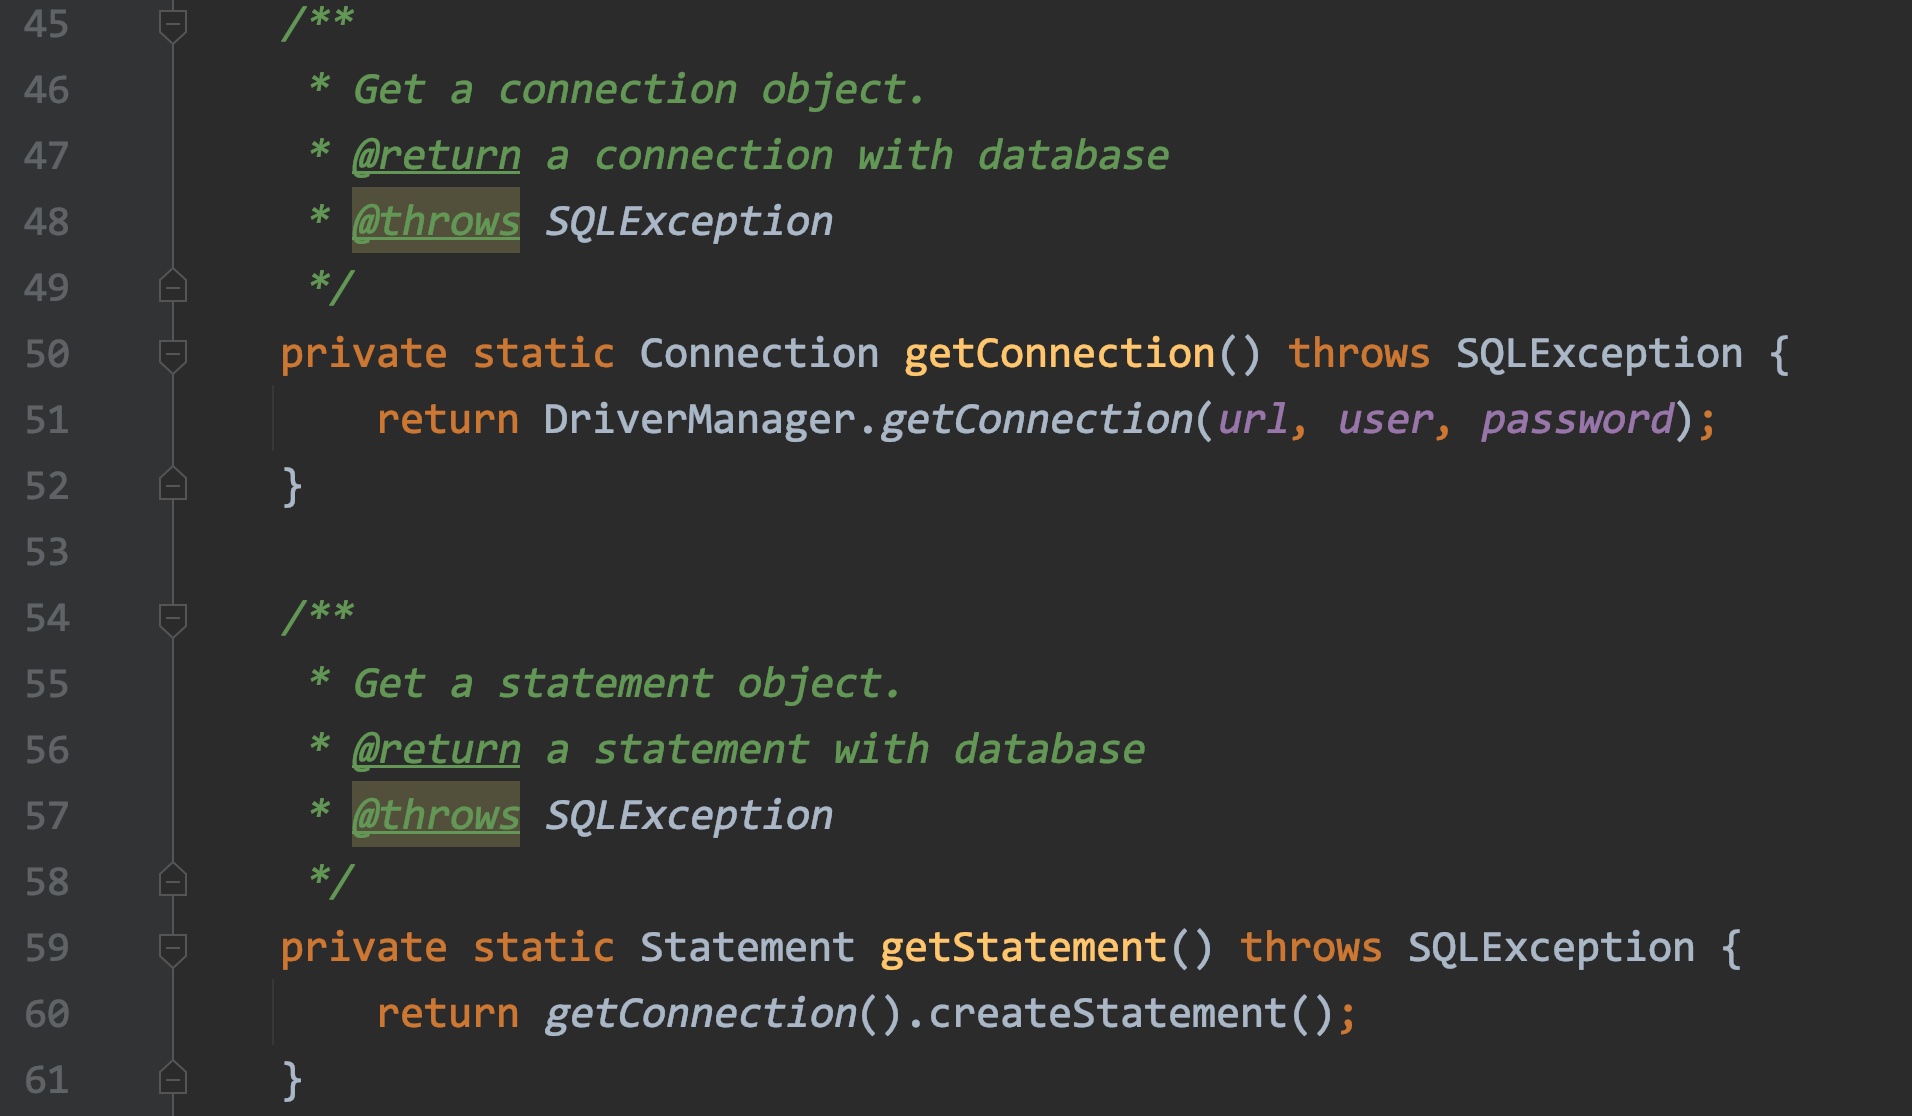 45 /**
46 * Get a connection object.
47 * @return a connection with database
48 * @throws SQLException
49 */
50 private static Connection getConnection() throws SQLException {
51 return DriverManager.getConnection(url, user, password);
52 }
53
54 /**
55 * Get a statement object.
56 * @return a statement with database
57 * @throws SQLException
58 */
59 private static Statement getStatement() throws SQLException {
60 return getConnection().createStatement();
61 }